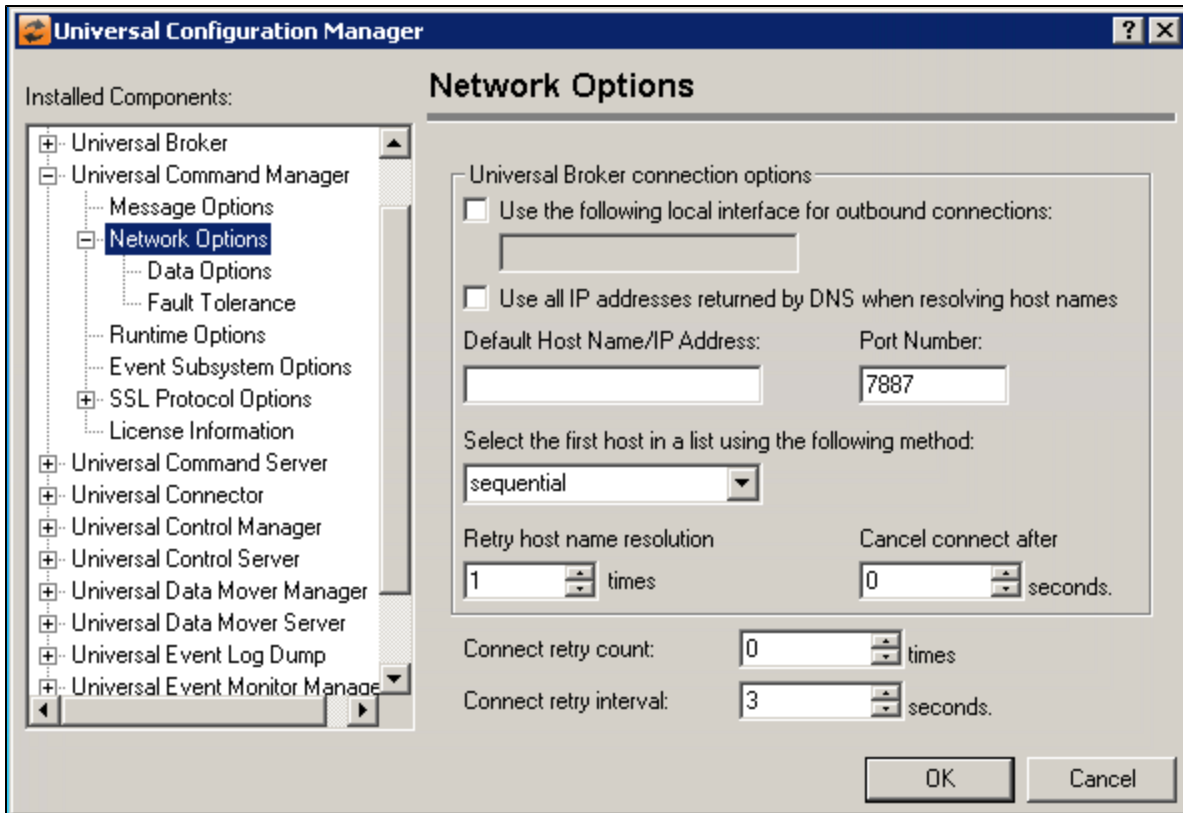 Universal Configuration Manager
Installed Components:
Universal Broker
Universal Command Manager
Message Options
Network Options
Data Options
Fault Tolerance
Runtime Options
Event Subsystem Options
SSL Protocol Options
License Information
Universal Command Server
Universal Connector
Universal Control Manager
Universal Control Server
Universal Data Mover Manager
Universal Data Mover Server
Universal Event Log Dump
Universal Event Monitor Manage
Network Options
Universal Broker connection options
Use the following local interface for outbound connections:
Use all IP addresses returned by DNS when resolving host names
Default Host Name/IP Address: Port Number:
7887
Select the first host in a list using the following method:
sequential
Retry host name resolution Cancel connect after
1 times 0 seconds.
Connect retry count: 0 times
Connect retry interval: 3 seconds.
OK Cancel